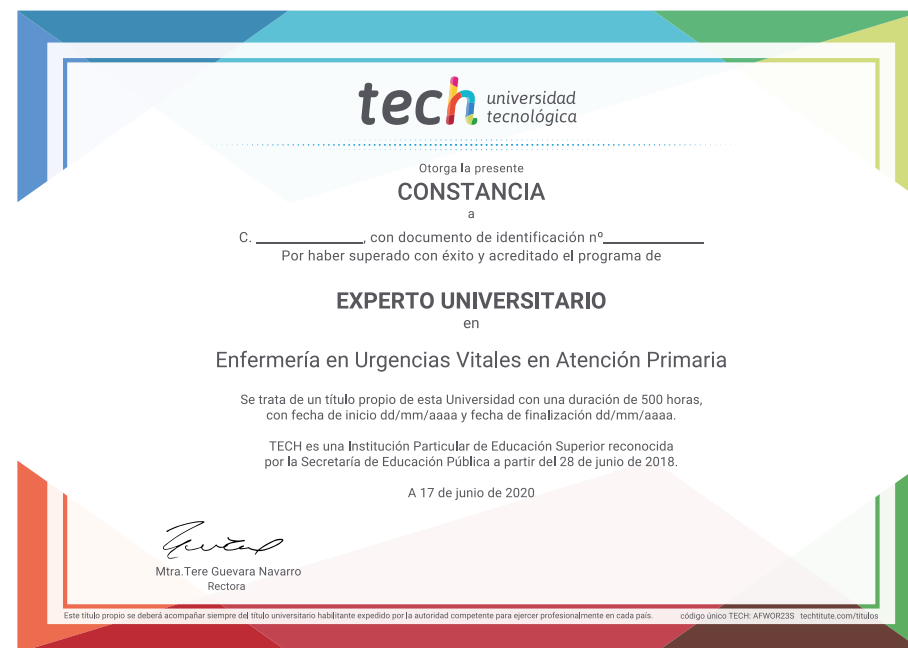 tech universidad
tecnológica
Otorga la presente
CONSTANCIA
a
C. ____________, con documento de identificación nº____________
Por haber superado con éxito y acreditado el programa de
EXPERTO UNIVERSITARIO
en
Enfermería en Urgencias Vitales en Atención Primaria
Se trata de un título propio de esta Universidad con una duración de 500 horas,
con fecha de inicio dd/mm/aaaa y fecha de finalización dd/mm/aaaa.
TECH es una Institución Particular de Educación Superior reconocida
por la Secretaría de Educación Pública a partir del 28 de junio de 2018.
A 17 de junio de 2020
Mtra.Tere Guevara Navarro
Rectora
Este título propio se deberá acompañar siempre del título universitario habilitante expedido por la autoridad competente para ejercer profesionalmente en cada país. código único TECH: AFWOR23S techtitute.com/titulos